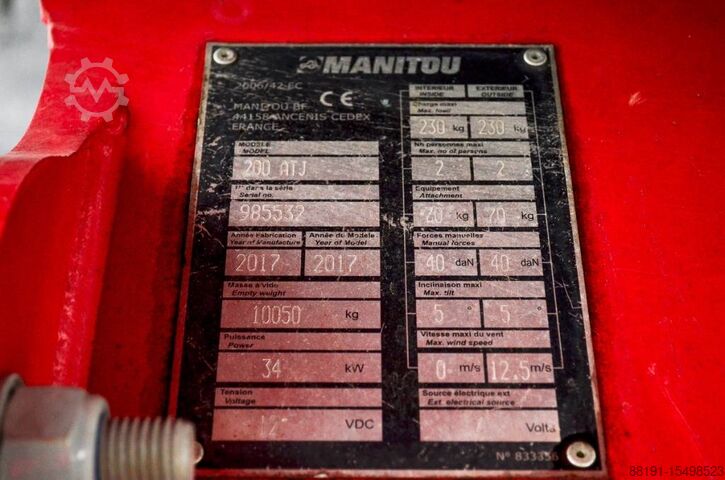 MANITOU
2006/42 EC
CE
MANITOU BF
44158 ANCENIS CEDEX
FRANCE
MODELE
MODEL
200 ATJ
N° dans la série
Serial no.
985532
Année Fabrication
Year of Manufacture
Année du Modèle
Year of Model
2017 2017
Masse à vide
Empty weight
10050 kg
Puissance
Power
34 kW
Tension
Voltage
12 VDC
INTERIEUR EXTERIEUR
INSIDE OUTSIDE
Charge maxi
Max. load
230 kg 230 kg
Nb personnes maxi
Max. no of persons
2 2
Equipement
Attachment
70 kg 70 kg
Forces manuelles
Manual forces
40 daN 40 daN
Inclinaison maxi
Max. tilt
5 ° 5 °
Vitesse maxi du vent
Max. wind speed
0 m/s 12.5 m/s
Source électrique ext
Ext. electrical source
Volts
N° 833356
88191-15498523